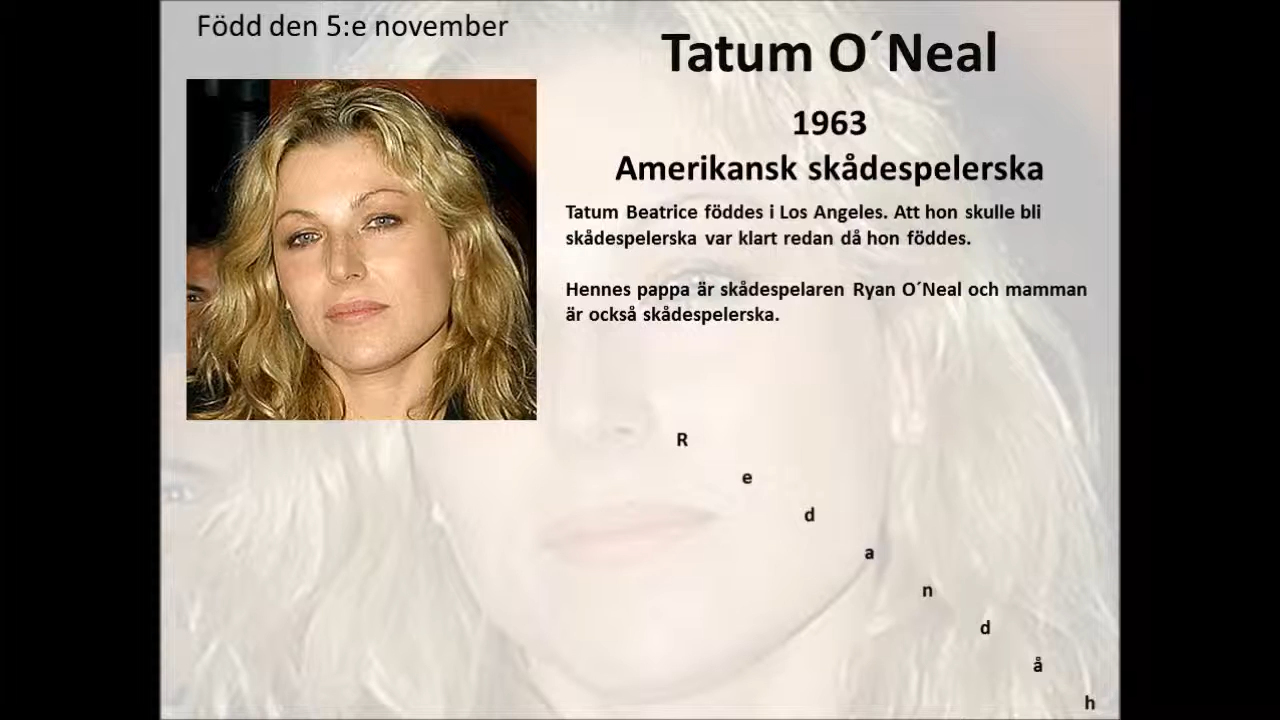 Född den 5:e november
Tatum O´Neal
1963
Amerikansk skådespelerska
Tatum Beatrice föddes i Los Angeles. Att hon skulle bli
skådespelerska var klart redan då hon föddes.
Hennes pappa är skådespelaren Ryan O´Neal och mamman
är också skådespelerska.
R
e
d
a
n
d
å
h